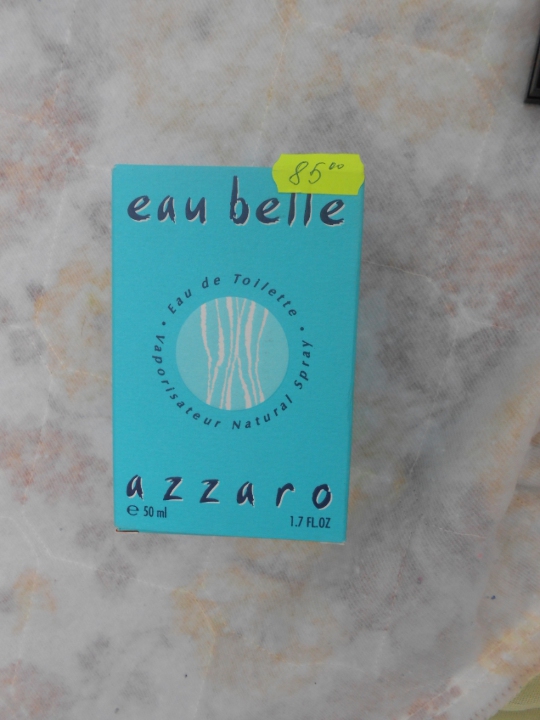 85⁰⁰
eau belle
• Eau de Toilette •
Vaporisateur Natural Spray
azzaro
e 50 ml
1.7 FL.OZ